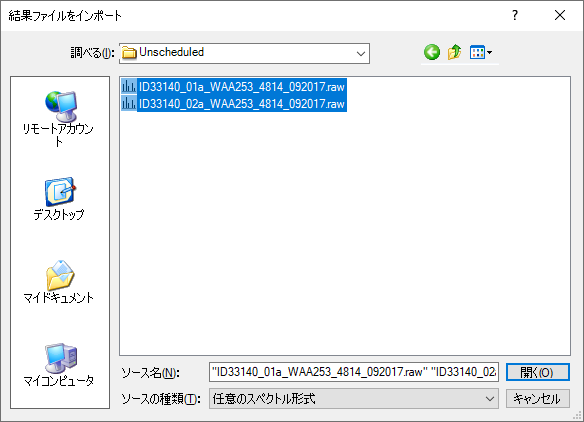 結果ファイルをインポート
調べる(I):
Unscheduled
ID33140_01a_WAA253_4814_092017.raw
ID33140_02a_WAA253_4814_092017.raw
リモートアカウン
ト
デスクトップ
マイドキュメント
マイコンピュータ
ソース名(N):
"ID33140_01a_WAA253_4814_092017.raw" "ID33140_02a
開く(O)
ソースの種類(T):
任意のスペクトル形式
キャンセル